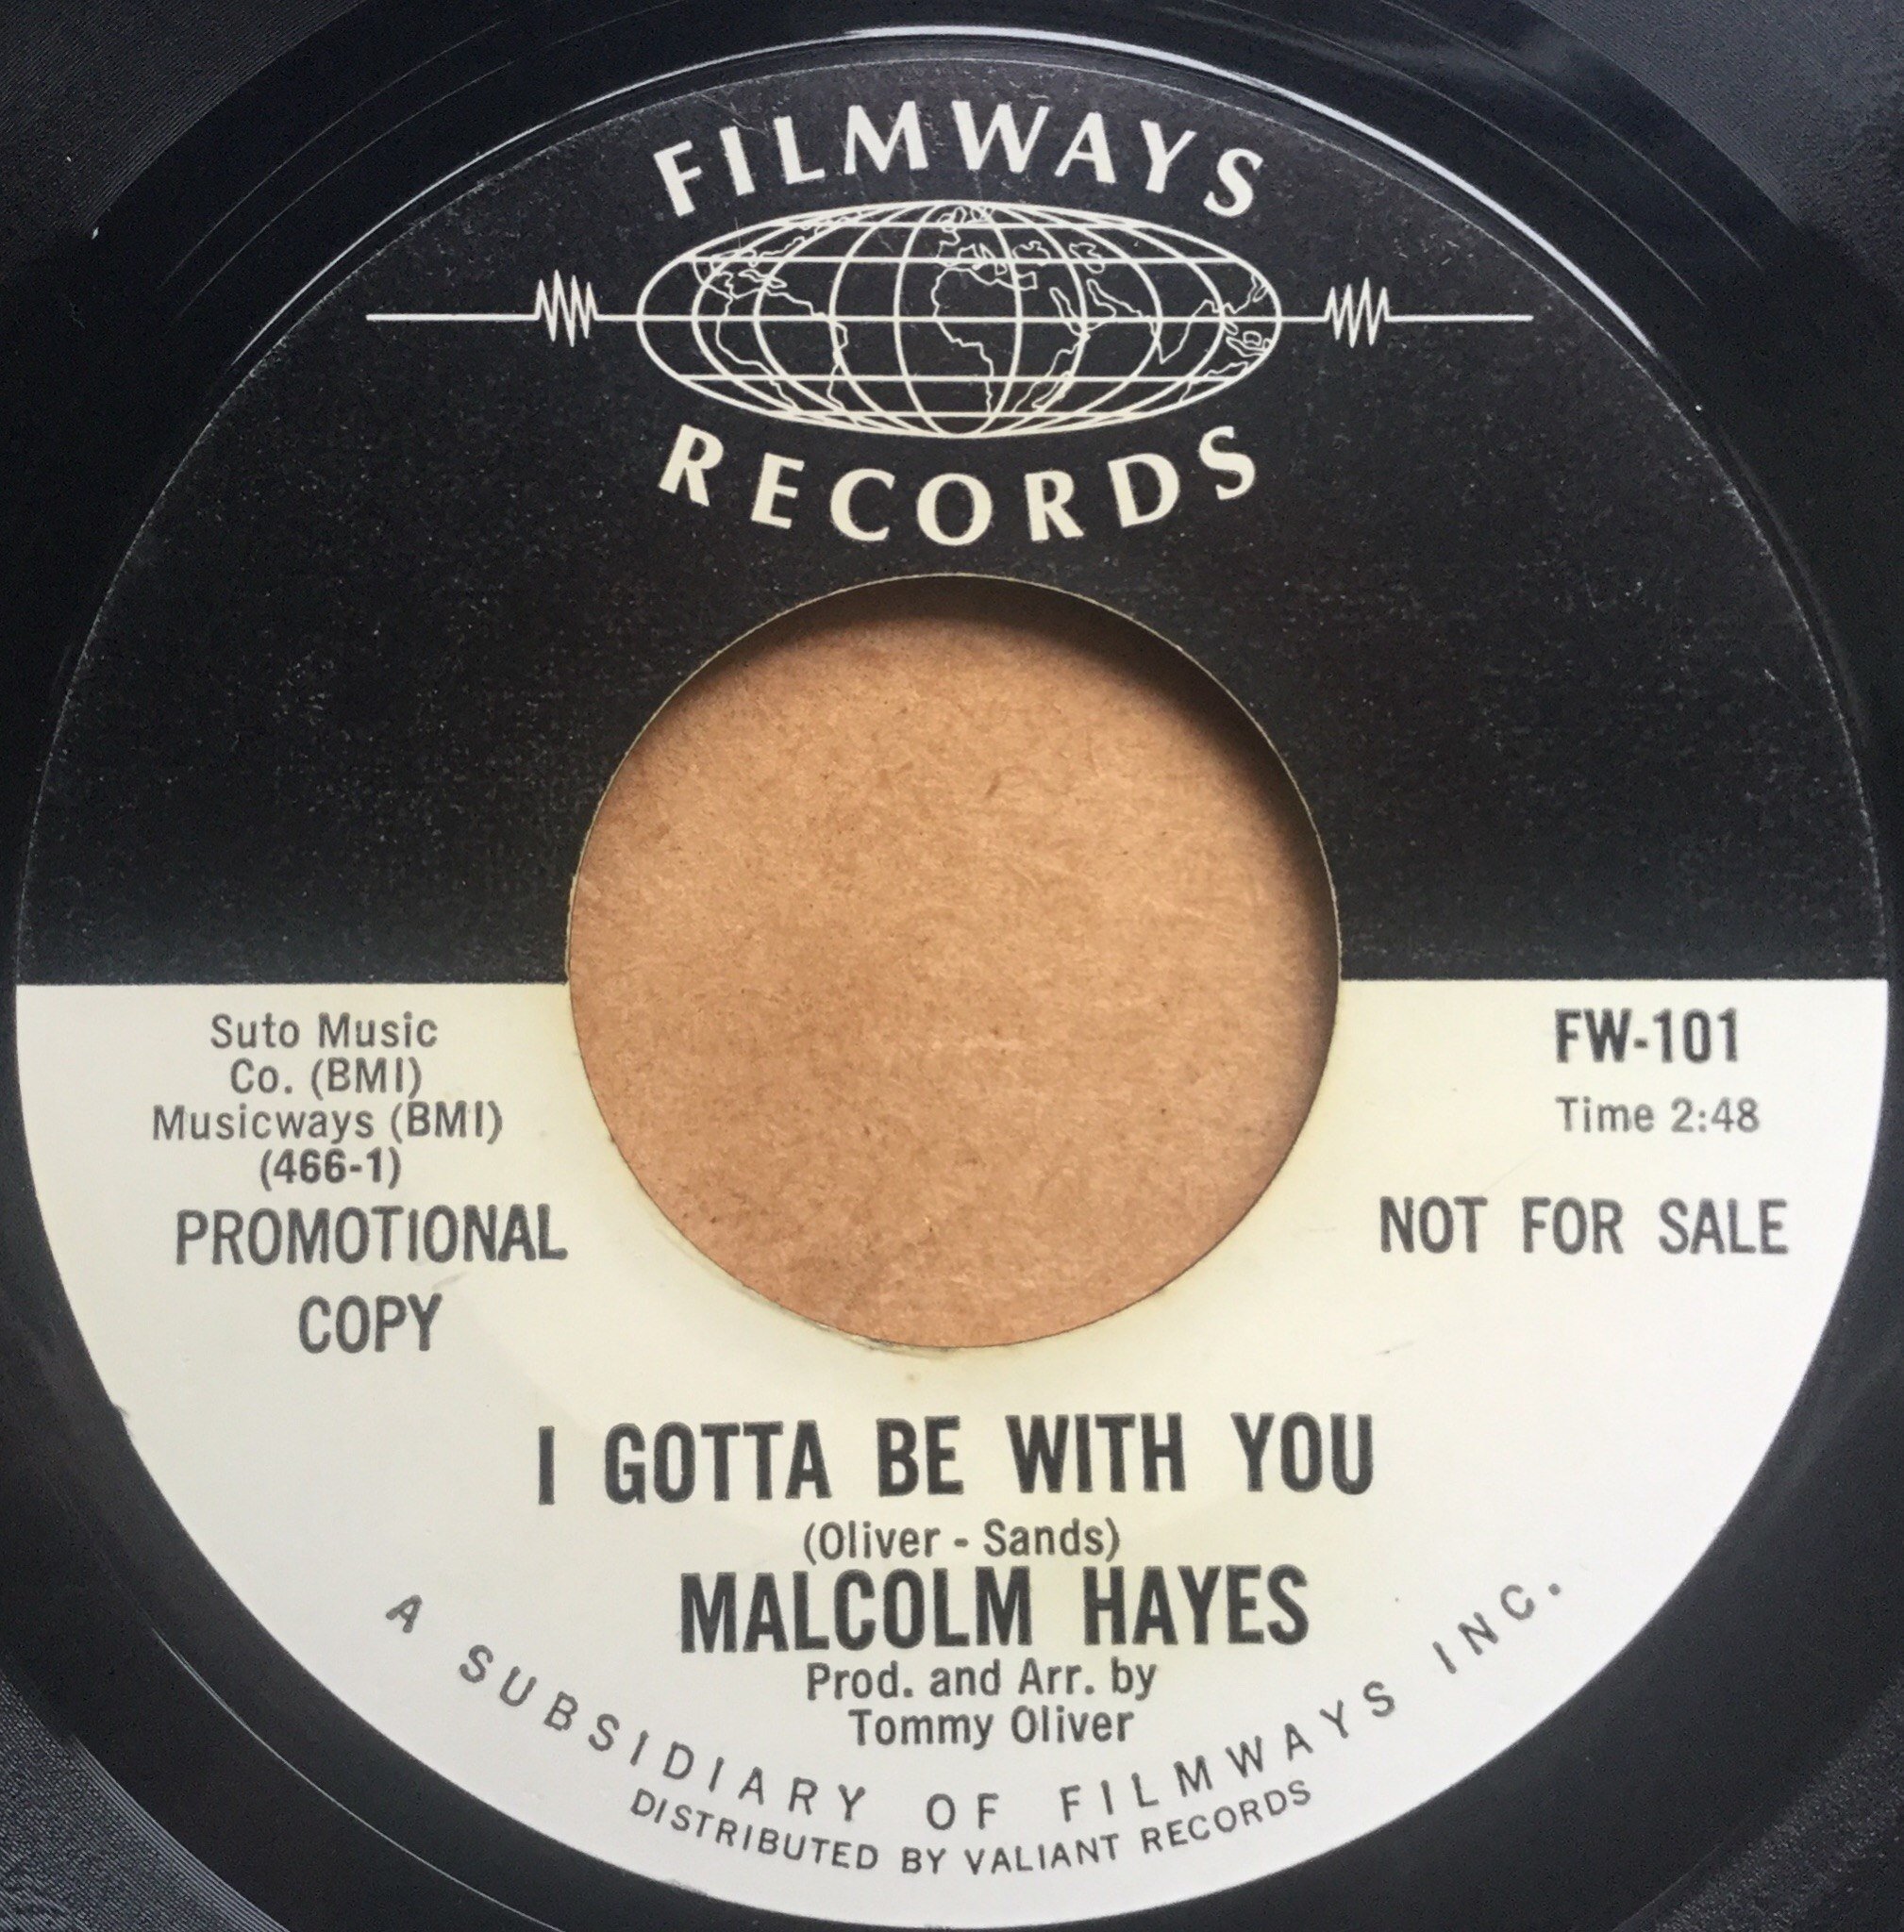 FILMWAYS
RECORDS
Suto Music
Co. (BMI)
Musicways (BMI)
(466-1)
PROMOTIONAL
COPY
FW-101
Time 2:48
NOT FOR SALE
I GOTTA BE WITH YOU
(Oliver - Sands)
MALCOLM HAYES
Prod. and Arr. by
Tommy Oliver
A SUBSIDIARY OF FILMWAYS INC.
DISTRIBUTED BY VALIANT RECORDS